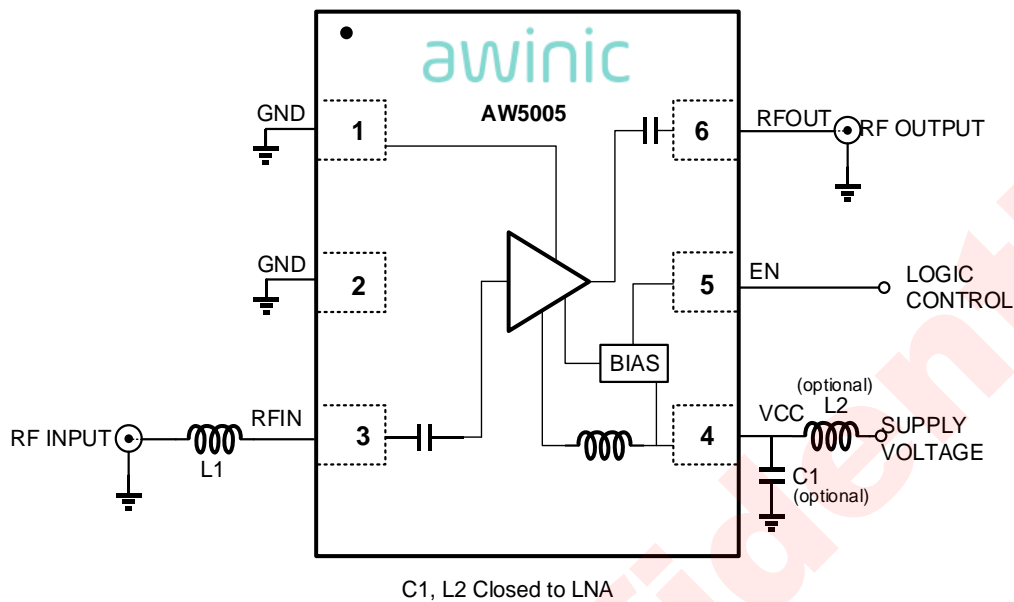 awinic
AW5005
GND
1
6
RFOUT
RF OUTPUT
GND
2
5
EN
LOGIC
CONTROL
BIAS
RF INPUT
L1
RFIN
3
4
VCC
(optional)
L2
SUPPLY
VOLTAGE
C1
(optional)
C1, L2 Closed to LNA